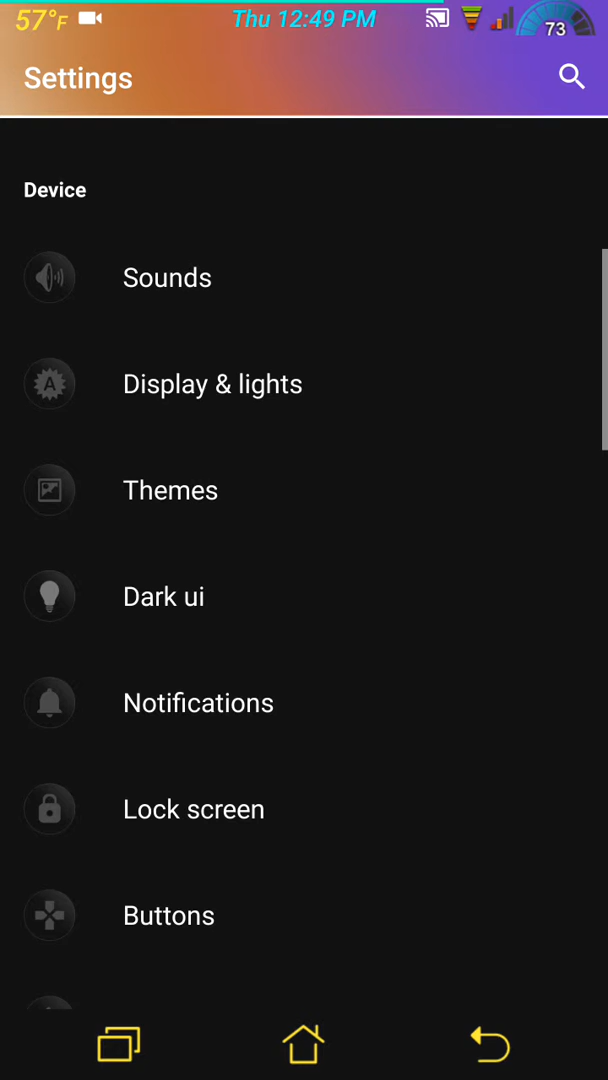 57°F Thu 12:49 PM 73
Settings
Device
Sounds
A Display & lights
Themes
Dark ui
Notifications
Lock screen
Buttons